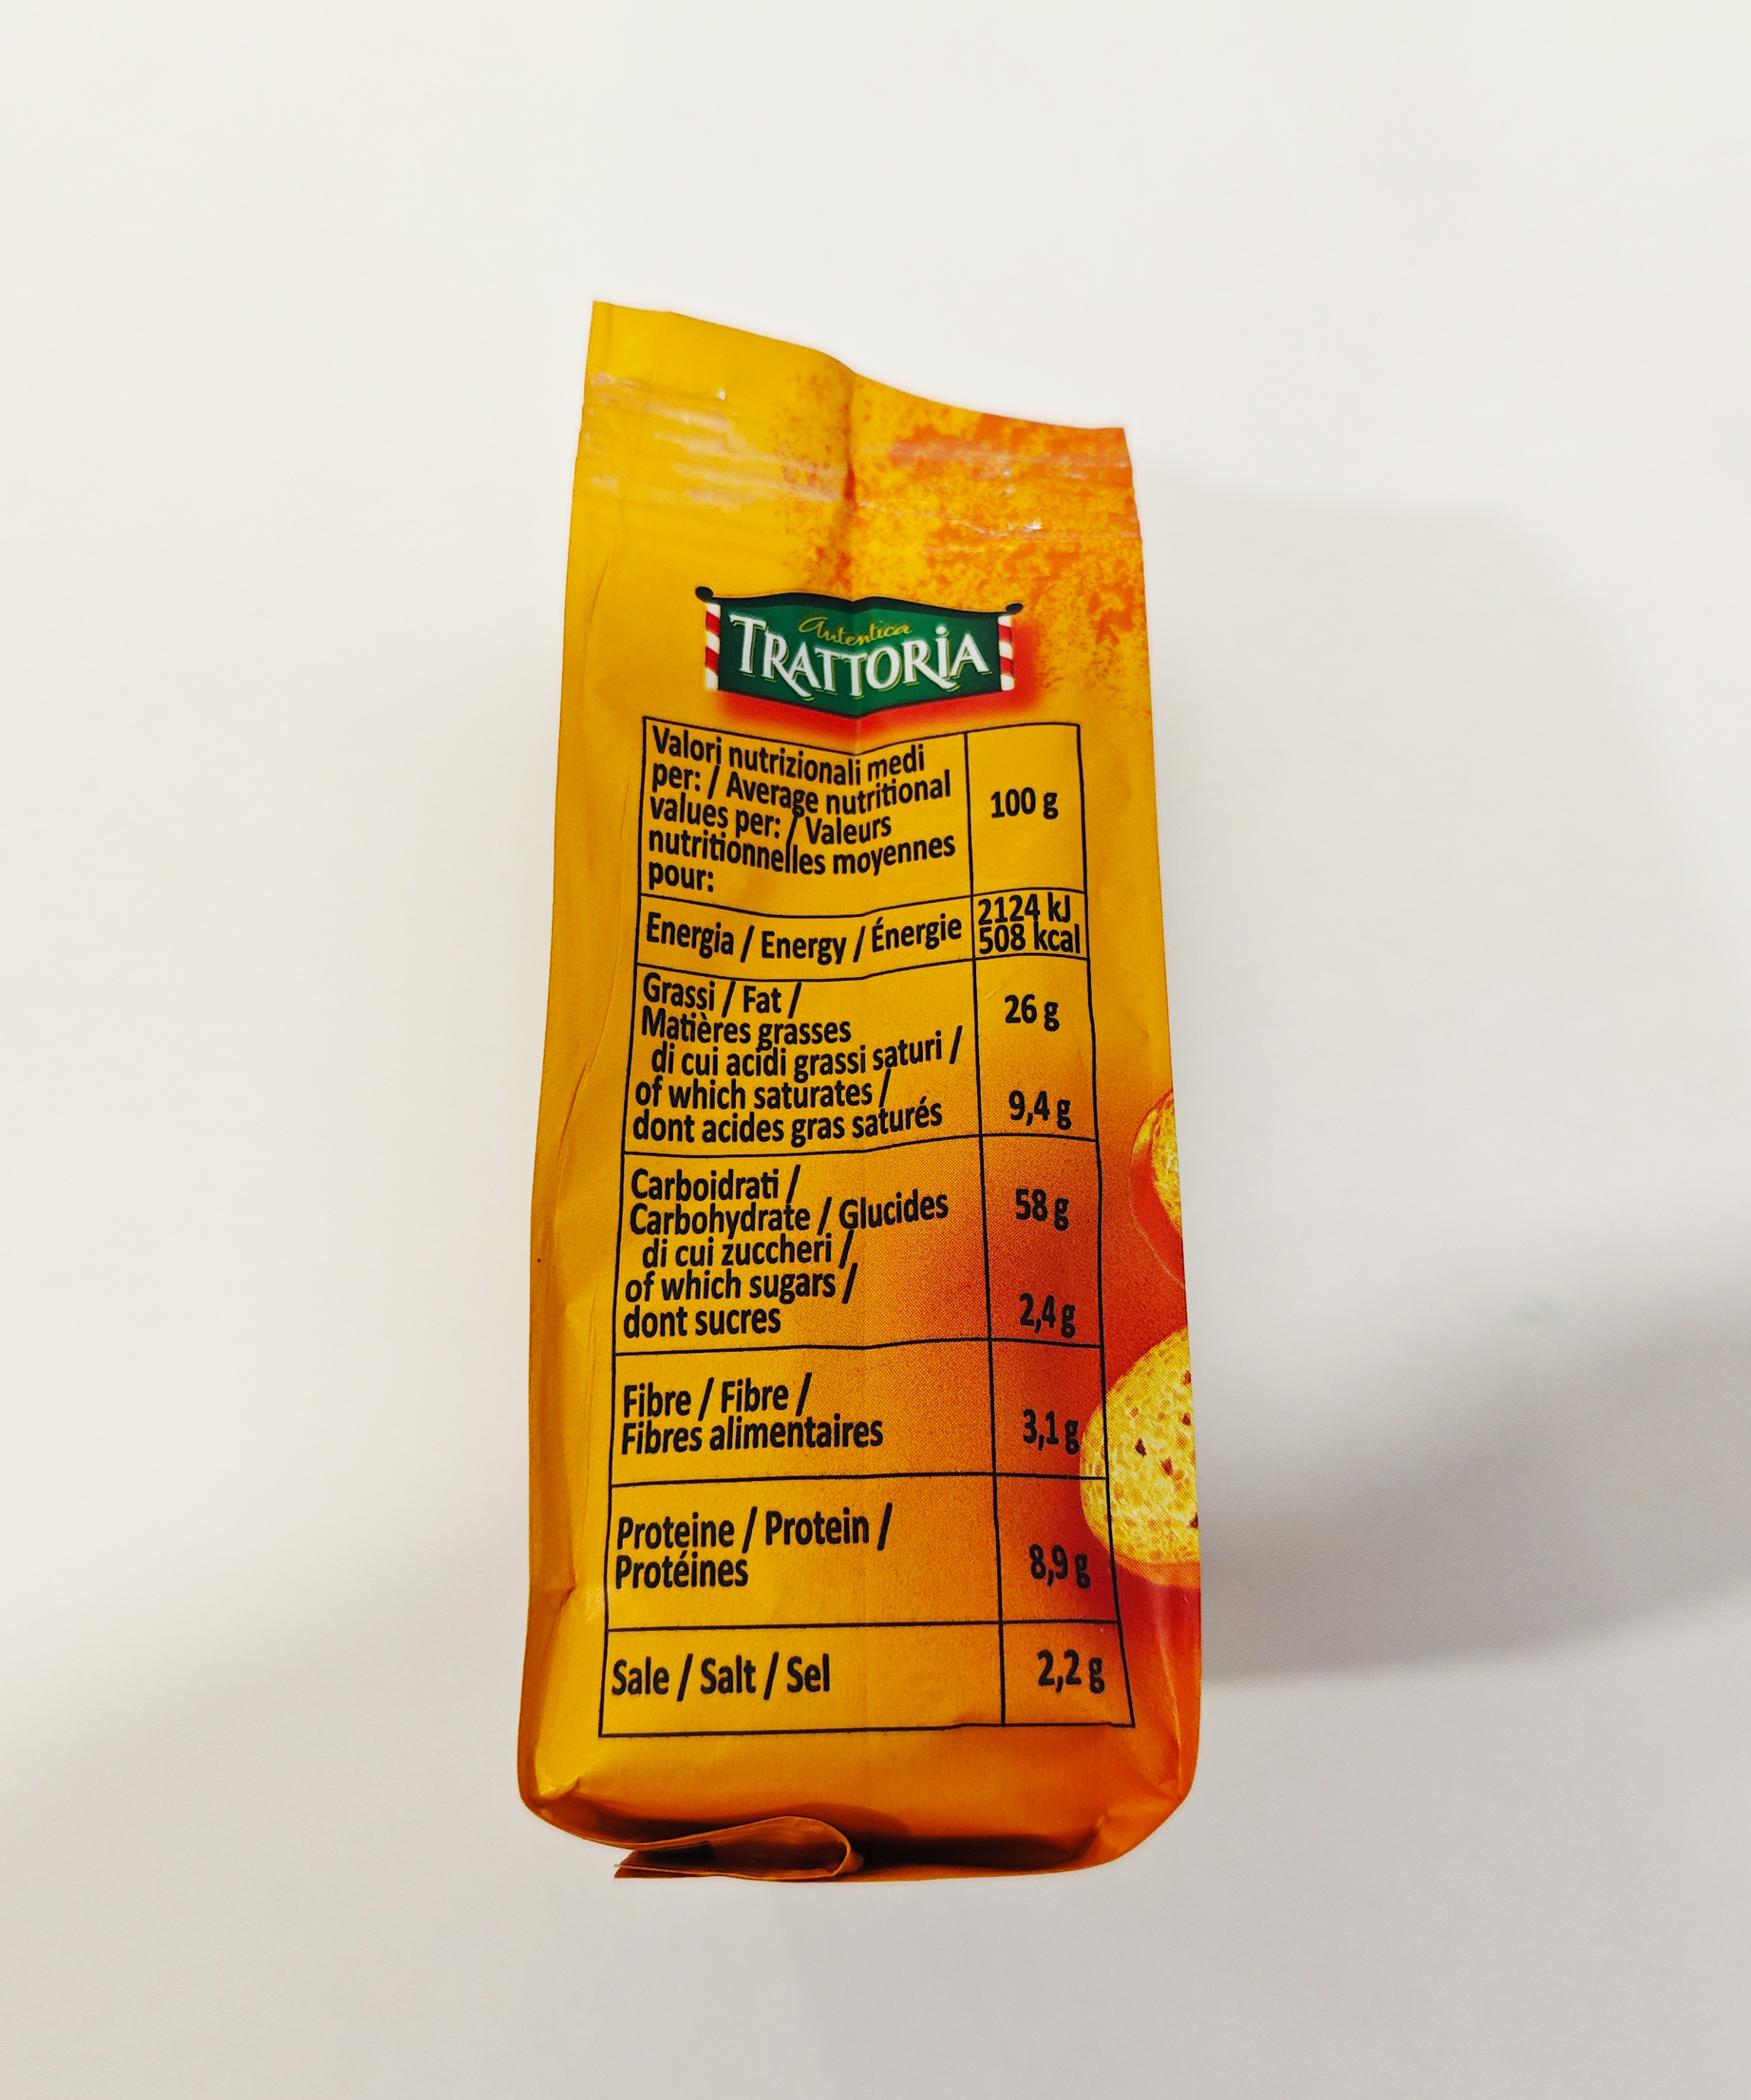 Autentica
TRATTORIA
Valori nutrizionali medi
per: / Average nutritional
values per: / Valeurs
nutritionnelles moyennes
pour:
100 g
Energia / Energy / Énergie
2124 kJ
508 kcal
Grassi / Fat /
Matières grasses
26 g
di cui acidi grassi saturi /
of which saturates /
dont acides gras saturés
9,4 g
Carboidrati /
Carbohydrate / Glucides
58 g
di cui zuccheri /
of which sugars /
dont sucres
2,4 g
Fibre / Fibre /
Fibres alimentaires
3,1 g
Proteine / Protein /
Protéines
8,9 g
Sale / Salt / Sel
2,2 g